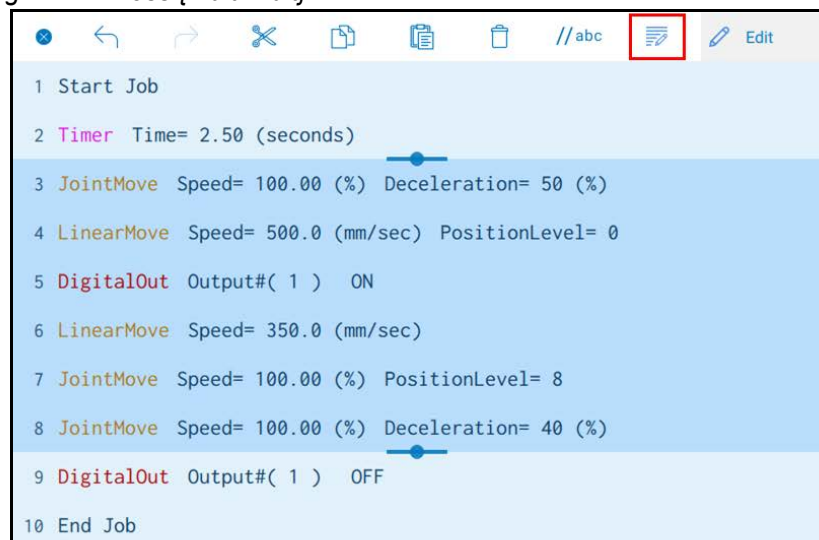 // abc Edit
1 Start Job
2 Timer Time= 2.50 (seconds)
3 JointMove Speed= 100.00 (%) Deceleration= 50 (%)
4 LinearMove Speed= 500.0 (mm/sec) PositionLevel= 0
5 DigitalOut Output#( 1 ) ON
6 LinearMove Speed= 350.0 (mm/sec)
7 JointMove Speed= 100.00 (%) PositionLevel= 8
8 JointMove Speed= 100.00 (%) Deceleration= 40 (%)
9 DigitalOut Output#( 1 ) OFF
10 End Job